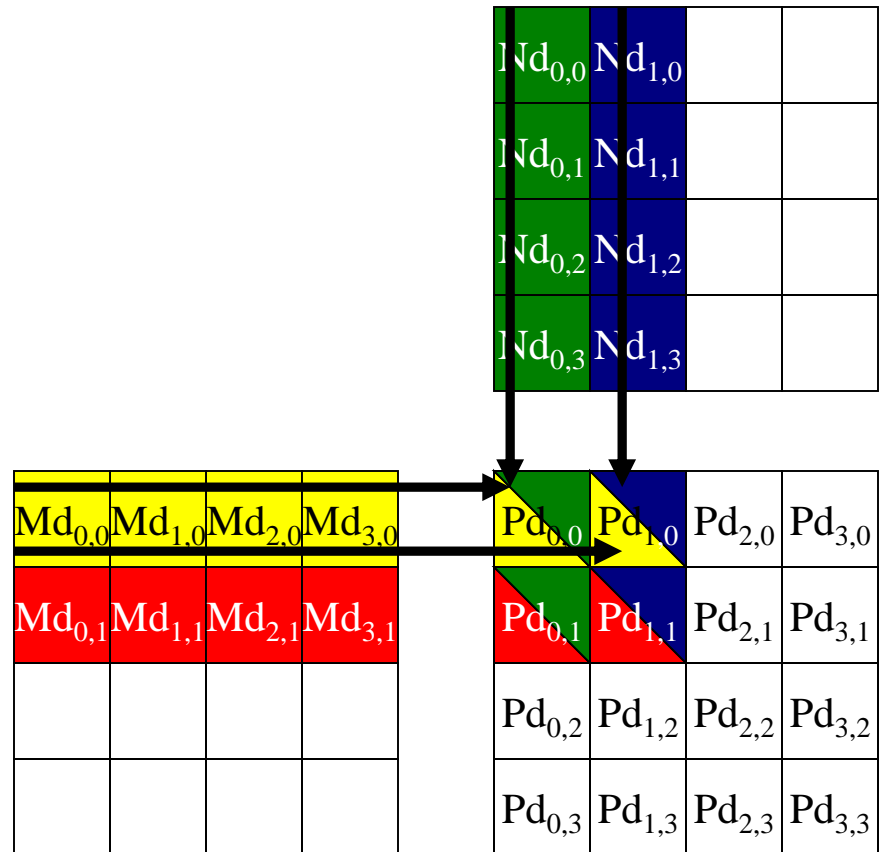 Nd0,0 Nd1,0
Nd0,1 Nd1,1
Nd0,2 Nd1,2
Nd0,3 Nd1,3
Md0,0 Md1,0 Md2,0 Md3,0 Pd0,0 Pd1,0 Pd2,0 Pd3,0
Md0,1 Md1,1 Md2,1 Md3,1 Pd0,1 Pd1,1 Pd2,1 Pd3,1
Pd0,2 Pd1,2 Pd2,2 Pd3,2
Pd0,3 Pd1,3 Pd2,3 Pd3,3